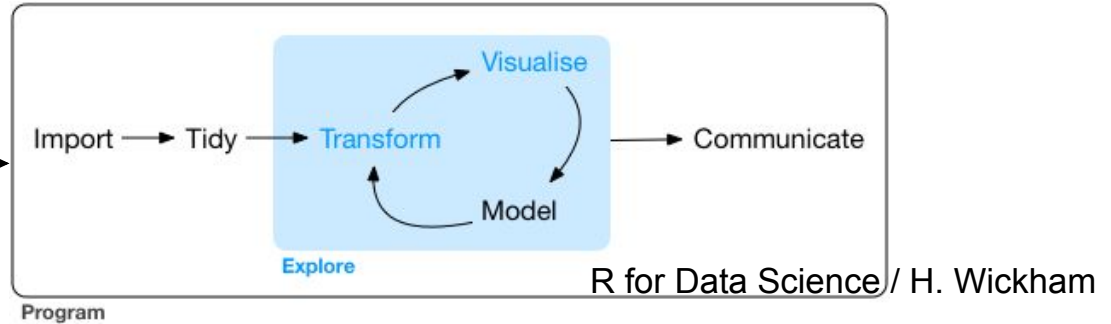 Visualise
Import Tidy Transform Communicate
Model
Explore
R for Data Science / H. Wickham
Program